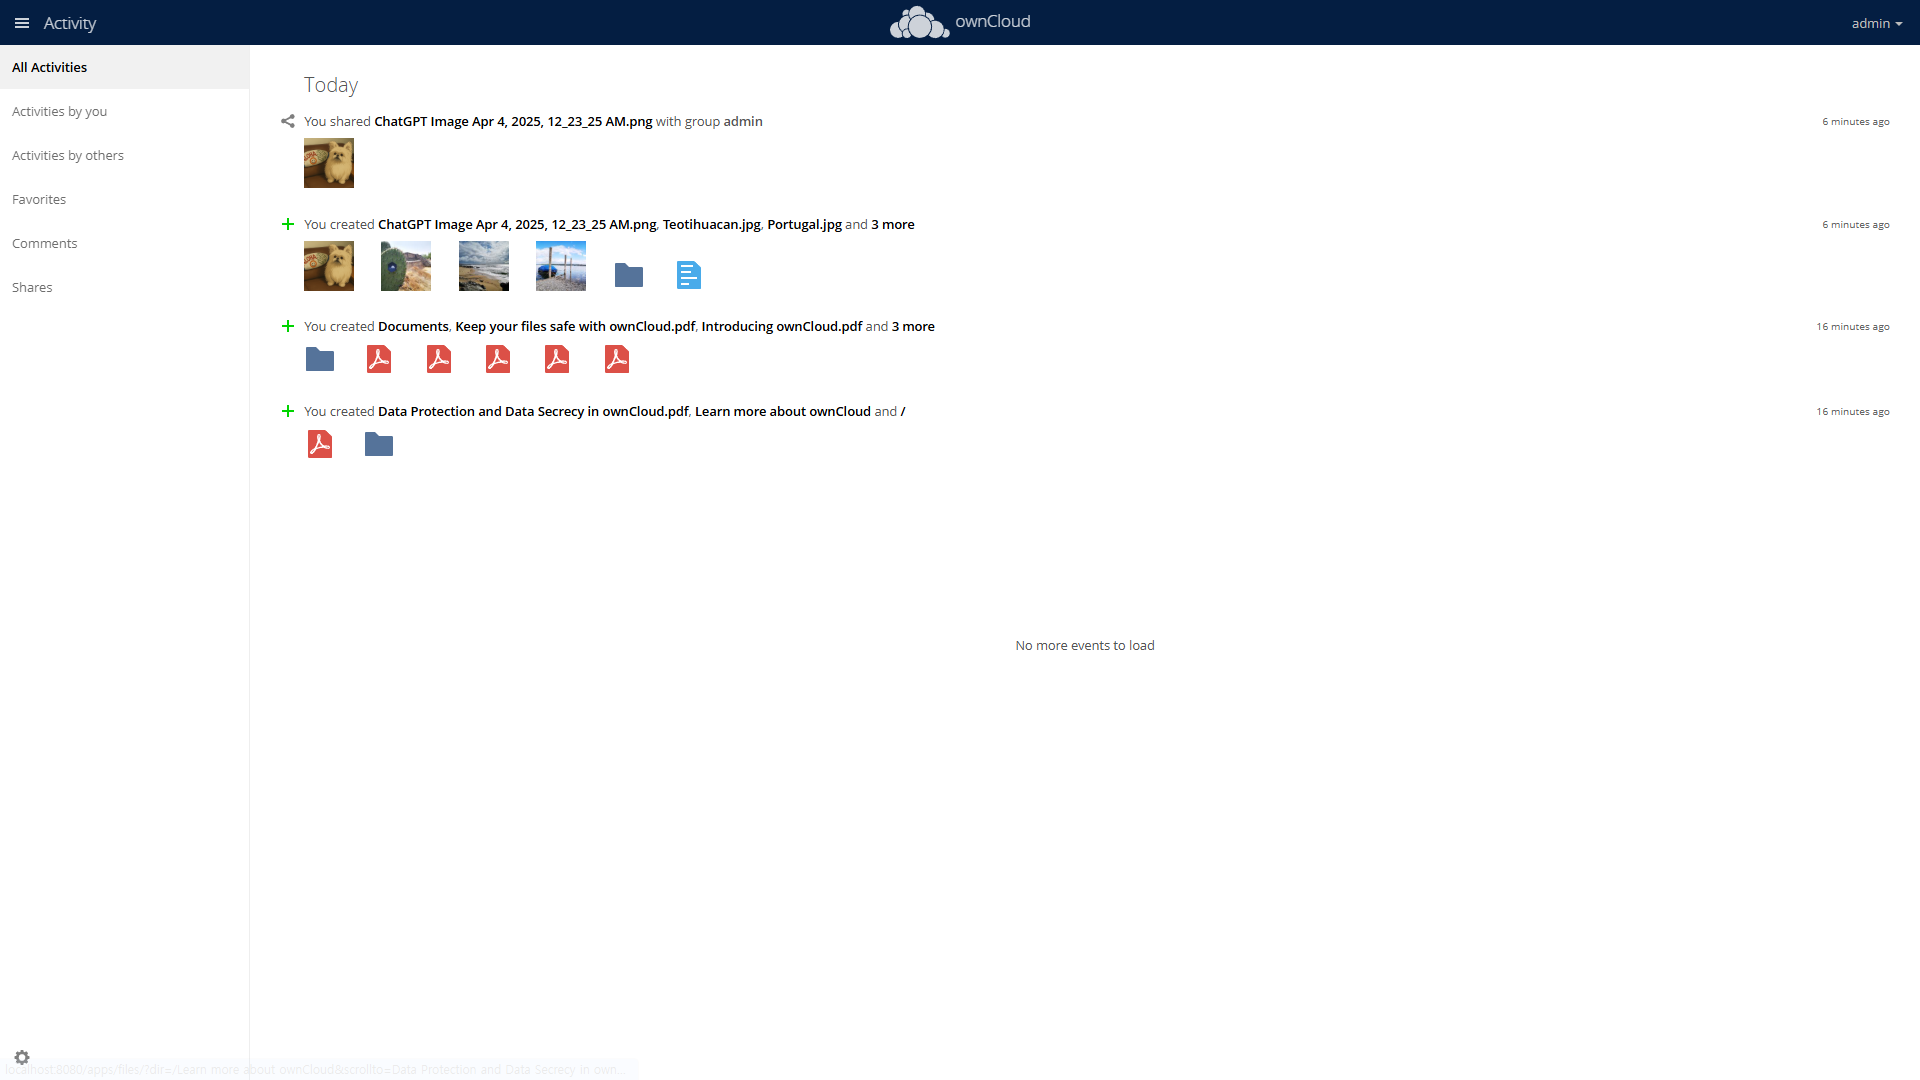 Activity
ownCloud
admin
All Activities
Activities by you
Activities by others
Favorites
Comments
Shares
Today
You shared ChatGPT Image Apr 4, 2025, 12_23_25 AM.png with group admin
6 minutes ago
You created ChatGPT Image Apr 4, 2025, 12_23_25 AM.png, Teotihuacan.jpg, Portugal.jpg and 3 more
6 minutes ago
You created Documents, Keep your files safe with ownCloud.pdf, Introducing ownCloud.pdf and 3 more
16 minutes ago
You created Data Protection and Data Secrecy in ownCloud.pdf, Learn more about ownCloud and /
16 minutes ago
No more events to load
localhost:8080/apps/files/?dir=/Learn more about ownCloud&scrollto=Data Protection and Data Secrecy in own...